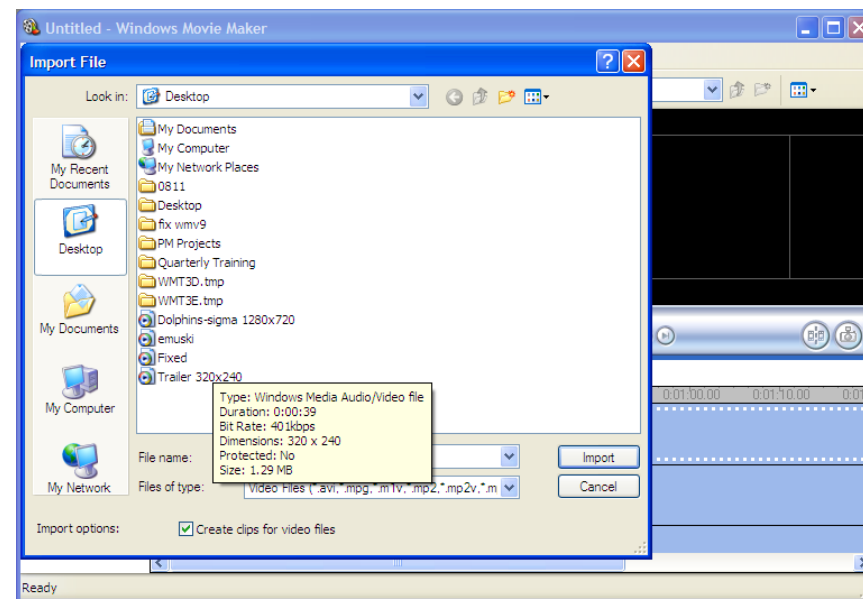 Untitled - Windows Movie Maker
Import File
Look in:
Desktop
My Recent
Documents
Desktop
My Documents
My Computer
My Network
My Documents
My Computer
My Network Places
0811
Desktop
fix wmv9
PM Projects
Quarterly Training
WMT3D.tmp
WMT3E.tmp
Dolphins-sigma 1280x720
emuski
Fixed
Trailer 320x240
Type: Windows Media Audio/Video file
Duration: 0:00:39
Bit Rate: 401kbps
Dimensions: 320 x 240
Protected: No
Size: 1.29 MB
File name:
Import
Files of type:
Video Files (*.avi,*.mpg,*.m1v,*.mp2,*.mp2v,*.m
Cancel
Import options:
Create clips for video files
0:01:00.00 0:01:10.00 0:01
Ready